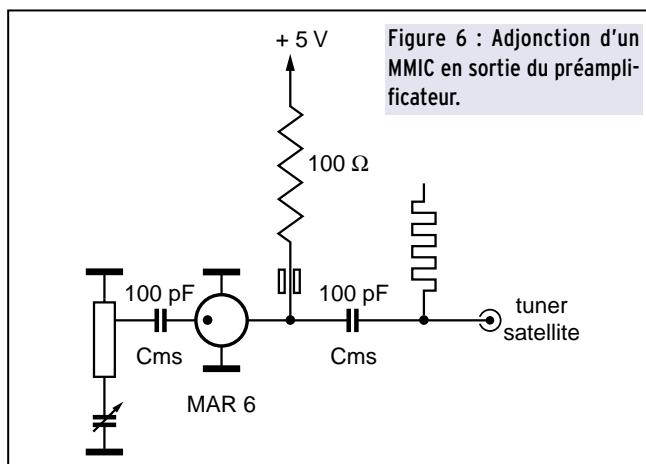 Figure 6 : Adjonction d'un
MMIC en sortie du préampli-
ficateur.
+ 5 V
100 Ω
100 pF
Cms
MAR 6
100 pF
Cms
tuner
satellite